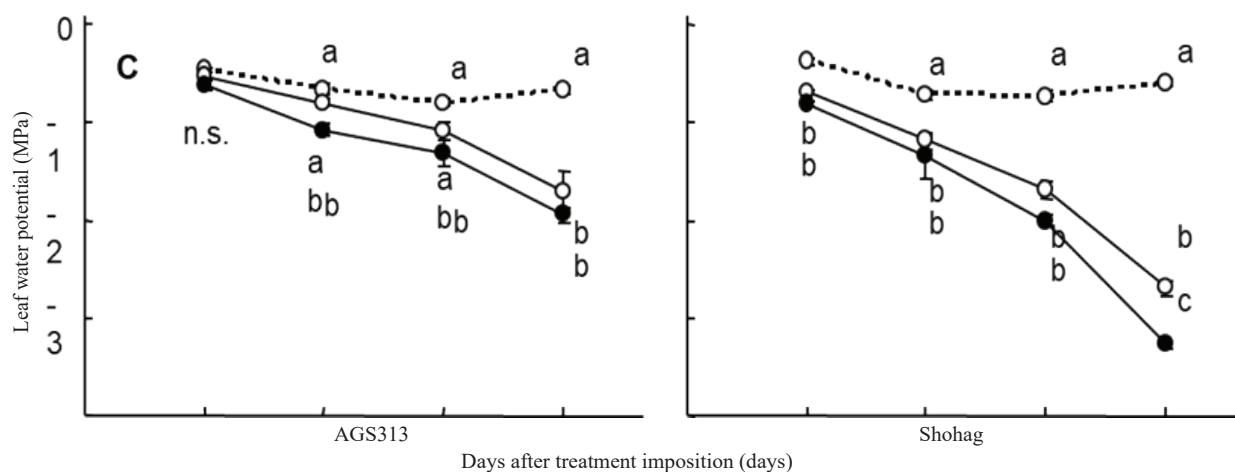 0
C
n.s.
a
a
a
a
bb
a
bb
b
b
-
1
-
2
-
3
Leaf water potential (MPa)
a
a
a
b
b
b
b
b
b
b
c
AGS313
Shohag
Days after treatment imposition (days)